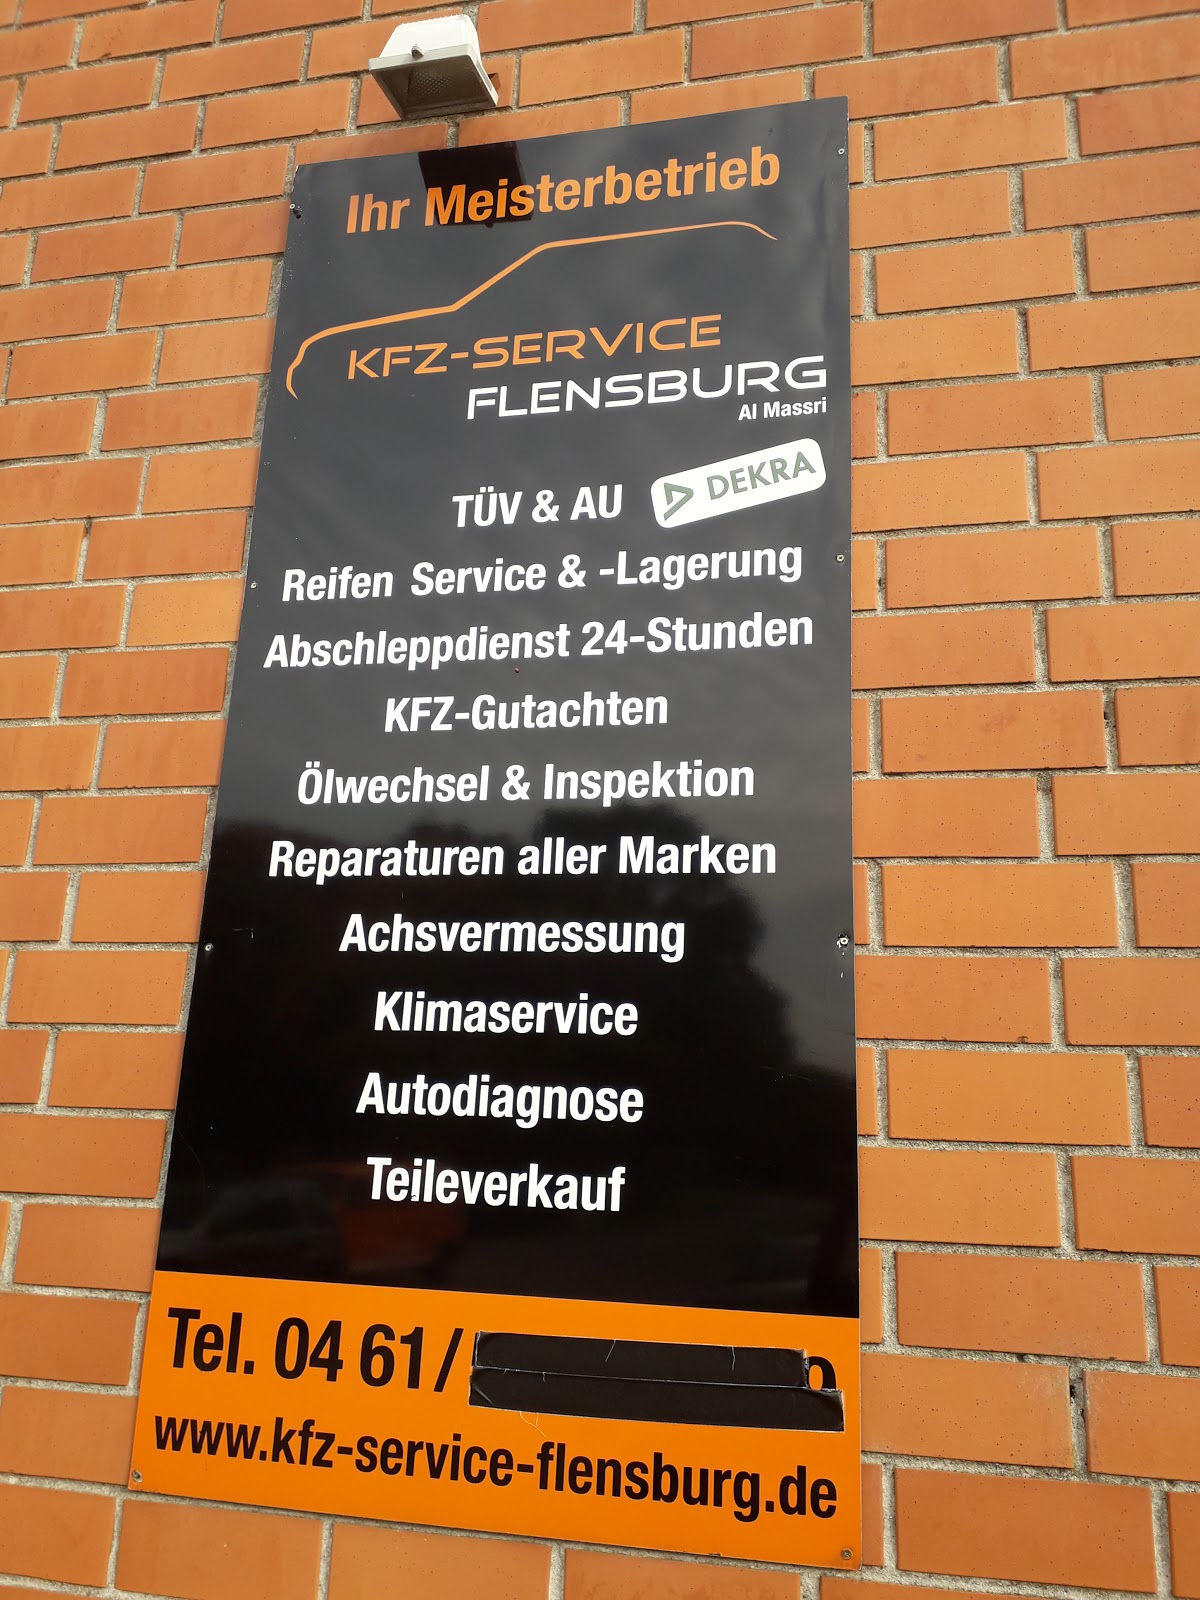 Ihr Meisterbetrieb
KFZ-SERVICE
FLENSBURG
Al Massri
TÜV & AU DEKRA
Reifen Service & -Lagerung
Abschleppdienst 24-Stunden
KFZ-Gutachten
Ölwechsel & Inspektion
Reparaturen aller Marken
Achsvermessung
Klimaservice
Autodiagnose
Teileverkauf
Tel. 04 61/
www.kfz-service-flensburg.de